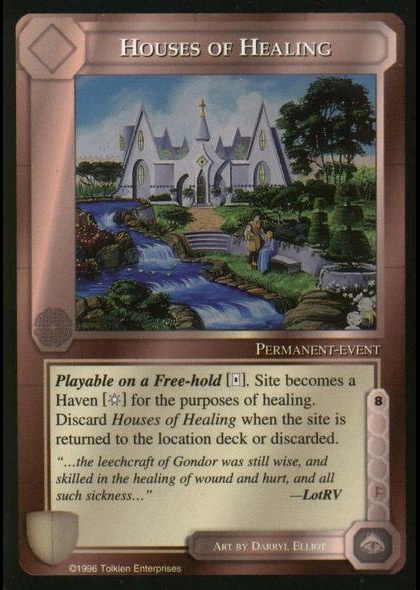 HOUSES OF HEALING
PERMANENT-EVENT
Playable on a Free-hold [ ]. Site becomes a
Haven [ ] for the purposes of healing.
Discard Houses of Healing when the site is
returned to the location deck or discarded.
“…the leechcraft of Gondor was still wise, and
skilled in the healing of wound and hurt, and all
such sickness…” —LotRV
8
F
ART BY DARRYL ELLIOT
©1996 Tolkien Enterprises